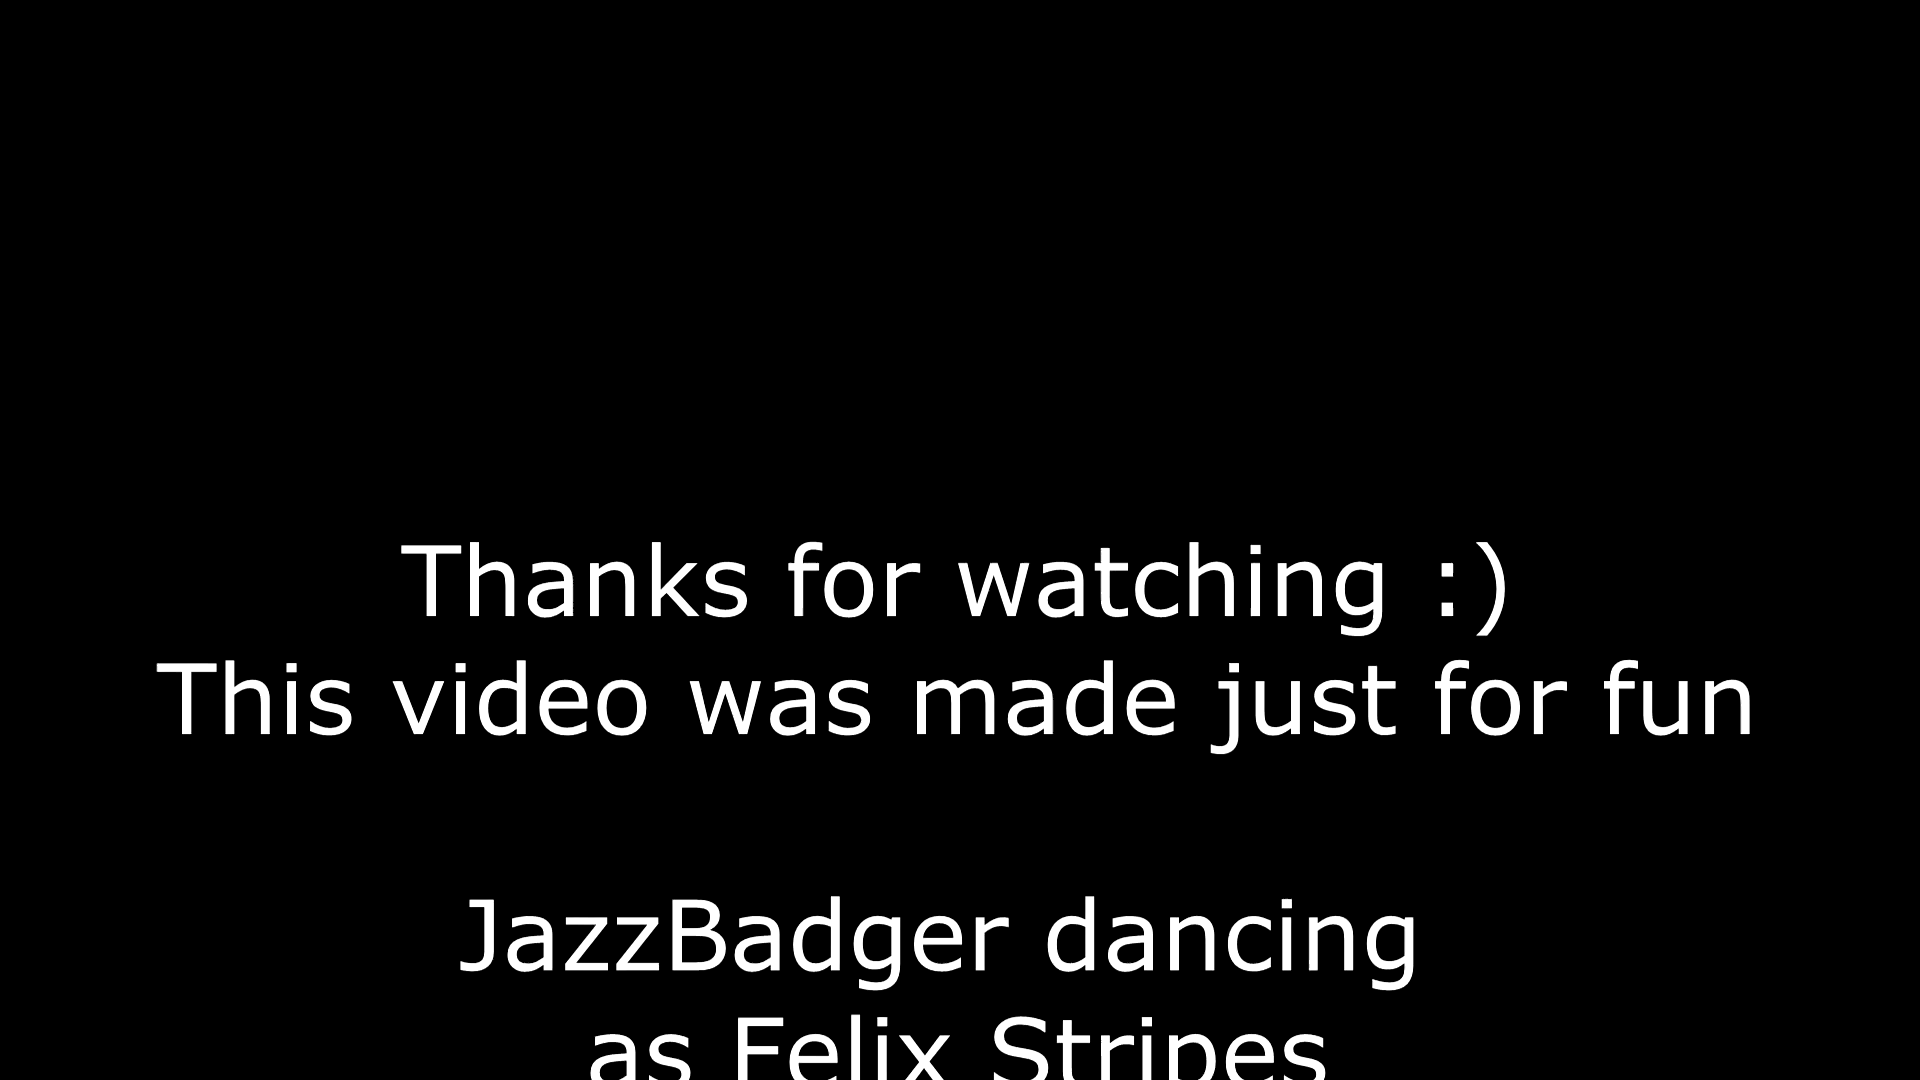 Thanks for watching :)
This video was made just for fun
JazzBadger dancing
as Felix Stripes